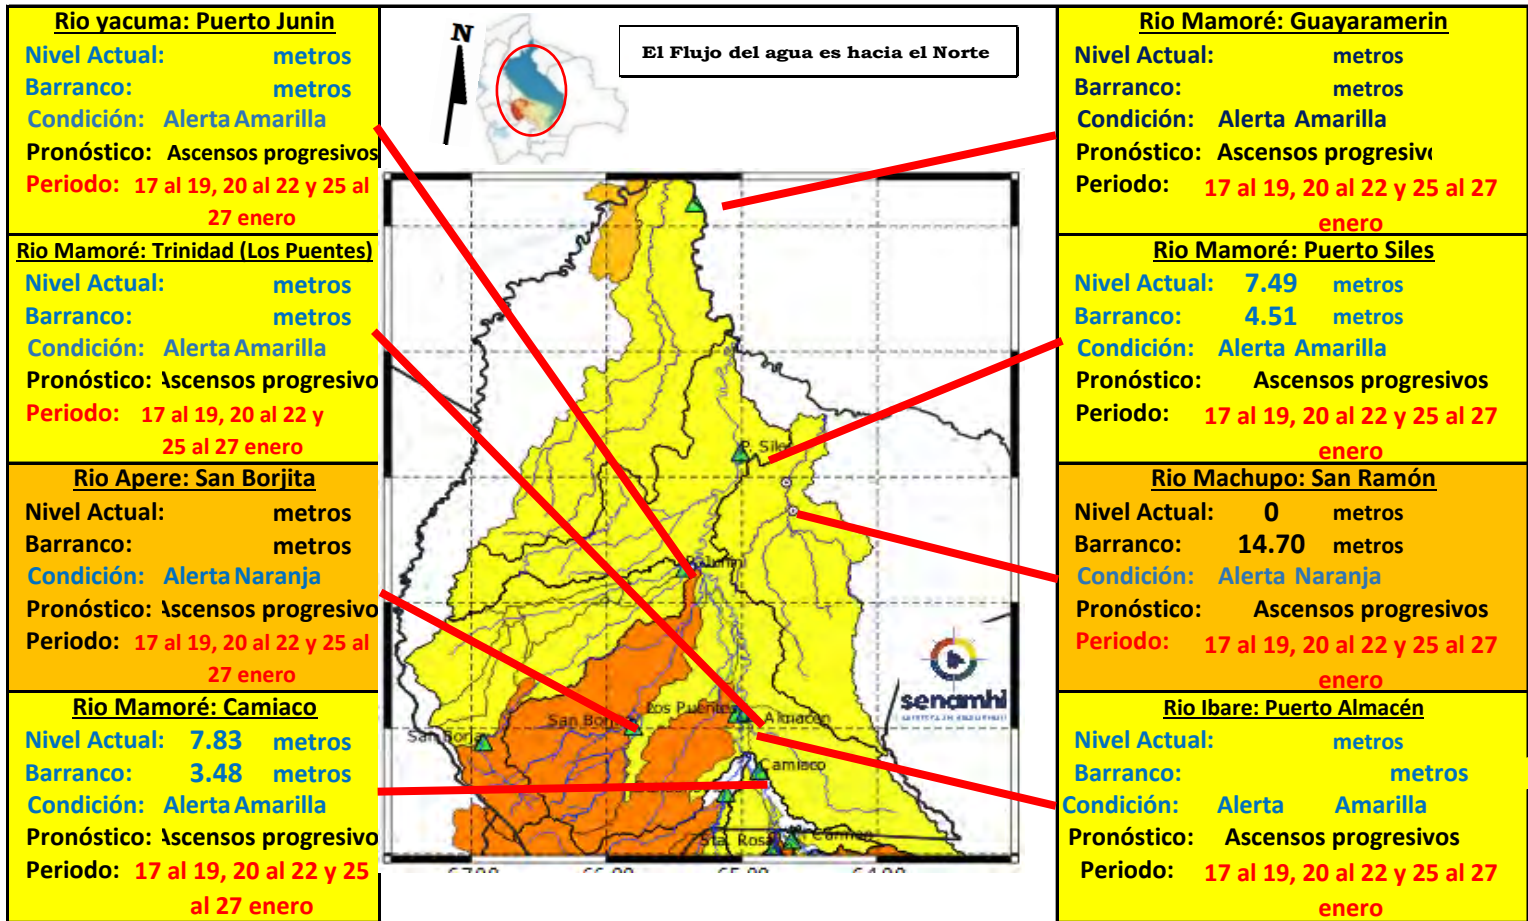 Rio yacuma: Puerto Junin
Nivel Actual: metros
Barranco: metros
Condición: Alerta Amarilla
Pronóstico: Ascensos progresivos
Periodo: 17 al 19, 20 al 22 y 25 al
27 enero
Rio Mamoré: Trinidad (Los Puentes)
Nivel Actual: metros
Barranco: metros
Condición: Alerta Amarilla
Pronóstico: Ascensos progresivo
Periodo: 17 al 19, 20 al 22 y
25 al 27 enero
Rio Apere: San Borjita
Nivel Actual: metros
Barranco: metros
Condición: Alerta Naranja
Pronóstico: Ascensos progresivo
Periodo: 17 al 19, 20 al 22 y 25 al
27 enero
Rio Mamoré: Camiaco
Nivel Actual: 7.83 metros
Barranco: 3.48 metros
Condición: Alerta Amarilla
Pronóstico: Ascensos progresivo
Periodo: 17 al 19, 20 al 22 y 25
al 27 enero
N
El Flujo del agua es hacia el Norte
P. Siles
P. Junin
Los Puentes
Almacén
San Borjita
San Borja
Camiaco
Sta. Rosa
senamhi
Rio Mamoré: Guayaramerin
Nivel Actual: metros
Barranco: metros
Condición: Alerta Amarilla
Pronóstico: Ascensos progresiv
Periodo: 17 al 19, 20 al 22 y 25 al 27
enero
Rio Mamoré: Puerto Siles
Nivel Actual: 7.49 metros
Barranco: 4.51 metros
Condición: Alerta Amarilla
Pronóstico: Ascensos progresivos
Periodo: 17 al 19, 20 al 22 y 25 al 27
enero
Rio Machupo: San Ramón
Nivel Actual: 0 metros
Barranco: 14.70 metros
Condición: Alerta Naranja
Pronóstico: Ascensos progresivos
Periodo: 17 al 19, 20 al 22 y 25 al 27
enero
Rio Ibare: Puerto Almacén
Nivel Actual: metros
Barranco: metros
Condición: Alerta Amarilla
Pronóstico: Ascensos progresivos
Periodo: 17 al 19, 20 al 22 y 25 al 27
enero